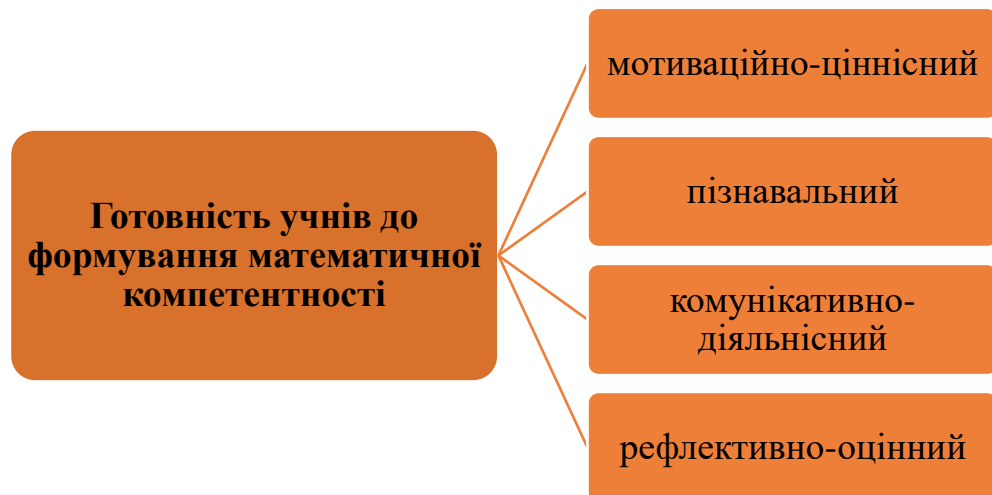 Готовність учнів до
формування математичної
компетентності
мотиваційно-ціннісний
пізнавальний
комунікативно-
діяльнісний
рефлективно-оцінний